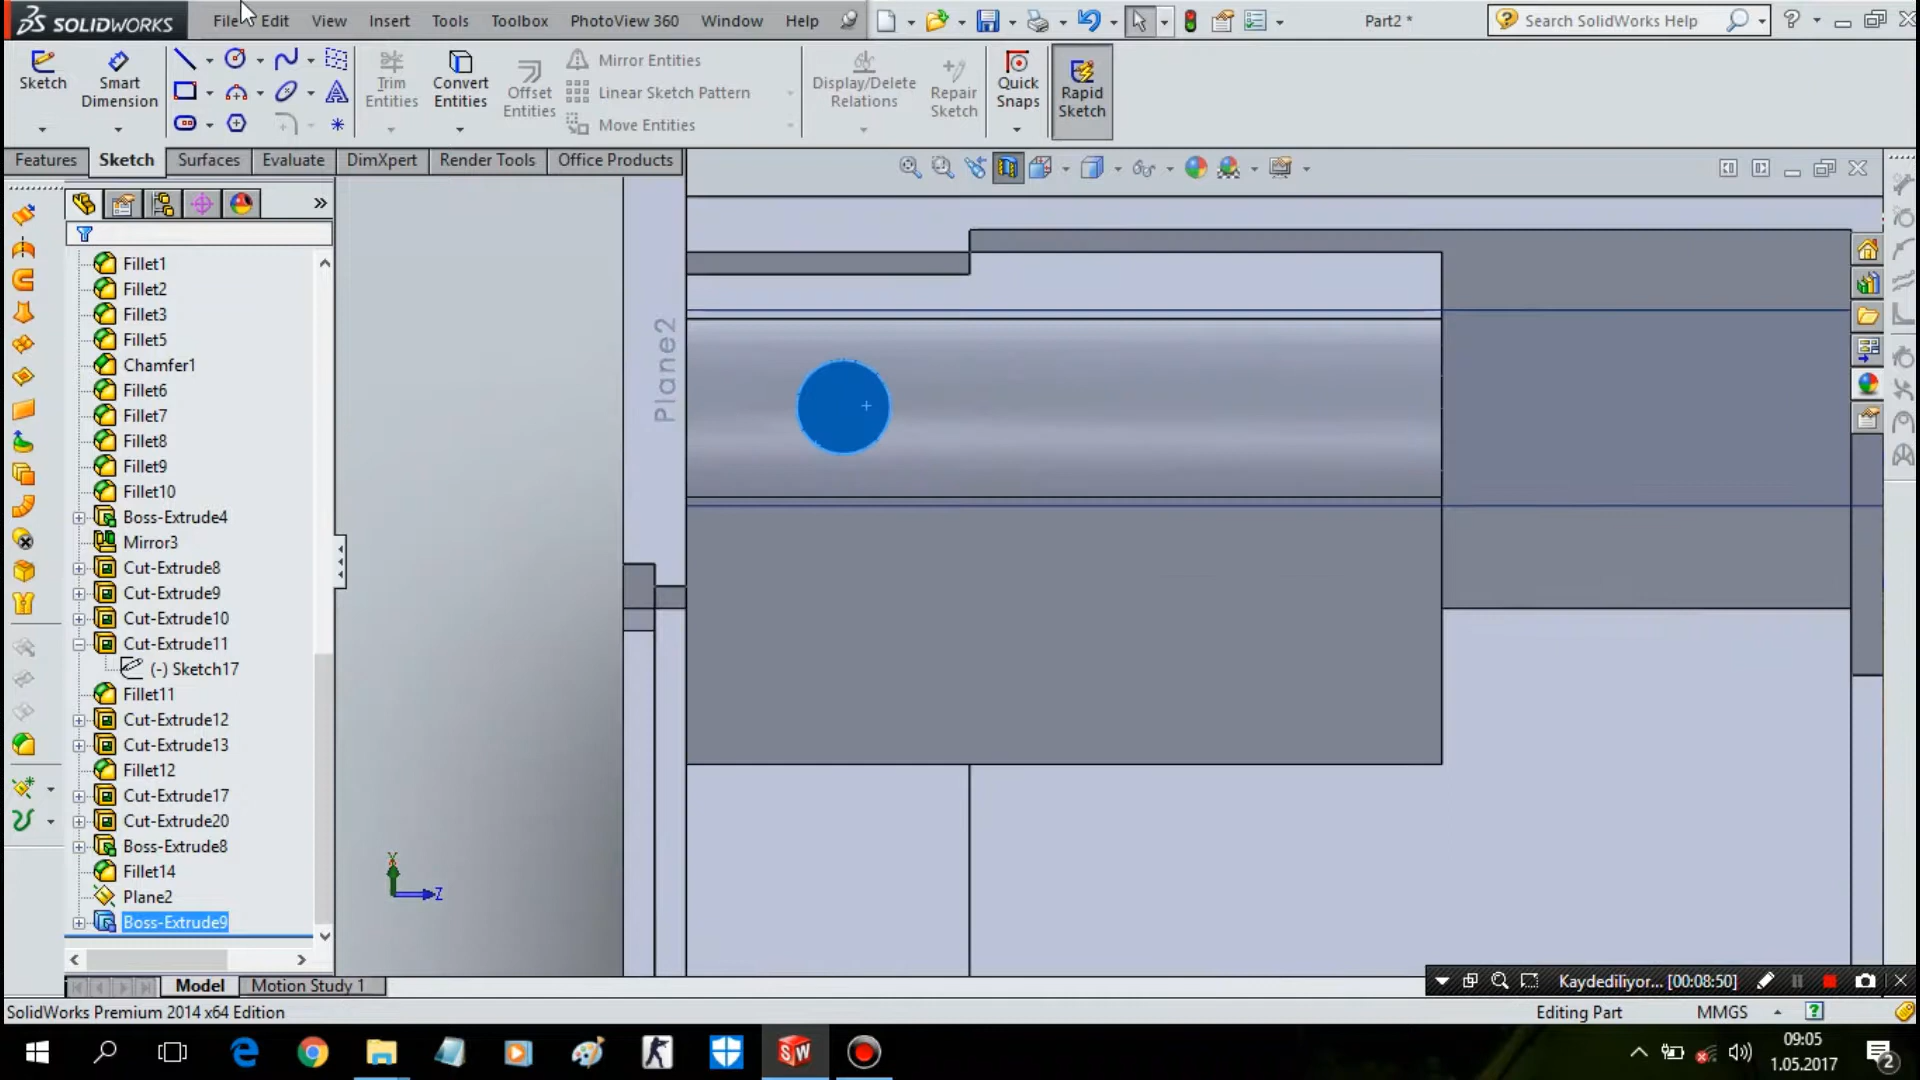 SOLIDWORKS
File Edit View Insert Tools Toolbox PhotoView 360 Window Help
Part2 *
Search SolidWorks Help
Sketch
Smart Dimension
Trim Entities
Convert Entities
Offset Entities
Mirror Entities
Linear Sketch Pattern
Move Entities
Display/Delete Relations
Repair Sketch
Quick Snaps
Rapid Sketch
Features Sketch Surfaces Evaluate DimXpert Render Tools Office Products
Fillet1
Fillet2
Fillet3
Fillet5
Chamfer1
Fillet6
Fillet7
Fillet8
Fillet9
Fillet10
Boss-Extrude4
Mirror3
Cut-Extrude8
Cut-Extrude9
Cut-Extrude10
Cut-Extrude11
(-) Sketch17
Fillet11
Cut-Extrude12
Cut-Extrude13
Fillet12
Cut-Extrude17
Cut-Extrude20
Boss-Extrude8
Fillet14
Plane2
Boss-Extrude9
Plane2
Y
Z
Model Motion Study 1
Kaydediliyor... [00:08:50]
SolidWorks Premium 2014 x64 Edition
Editing Part
MMGS
SW
09:05
1.05.2017
2